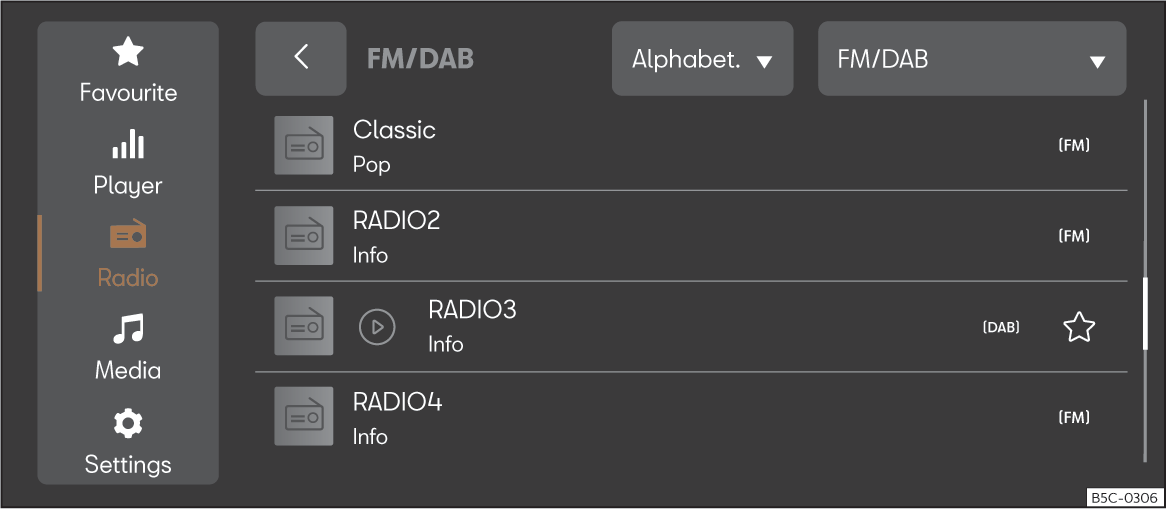 Favourite
Player
Radio
Media
Settings
FM/DAB
Alphabet.
FM/DAB
Classic
Pop
(FM)
RADIO2
Info
(FM)
RADIO3
Info
(DAB)
RADIO4
Info
(FM)
B5C-0306